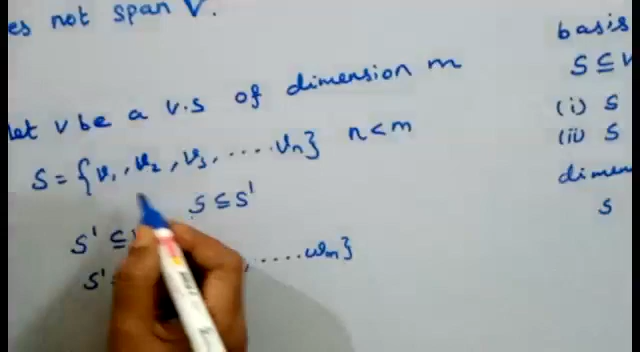 es not span V.
let V be a v.s of dimension m
S = {v₁, v₂, v₃, .... vₙ} n < m
S ⊆ S'
S' ⊆
S'
, .... wₘ}
basis
S ⊆ V
(i) S
(ii) S
dimen
S